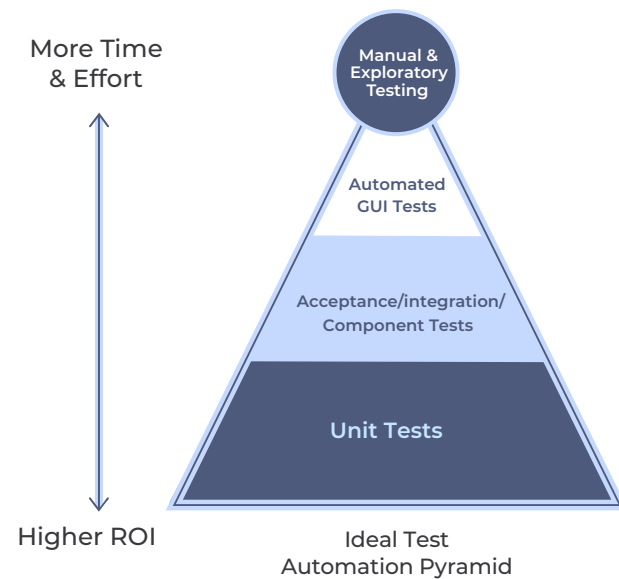 More Time
& Effort
Manual &
Exploratory
Testing
Automated
GUI Tests
Acceptance/integration/
Component Tests
Unit Tests
Higher ROI
Ideal Test
Automation Pyramid